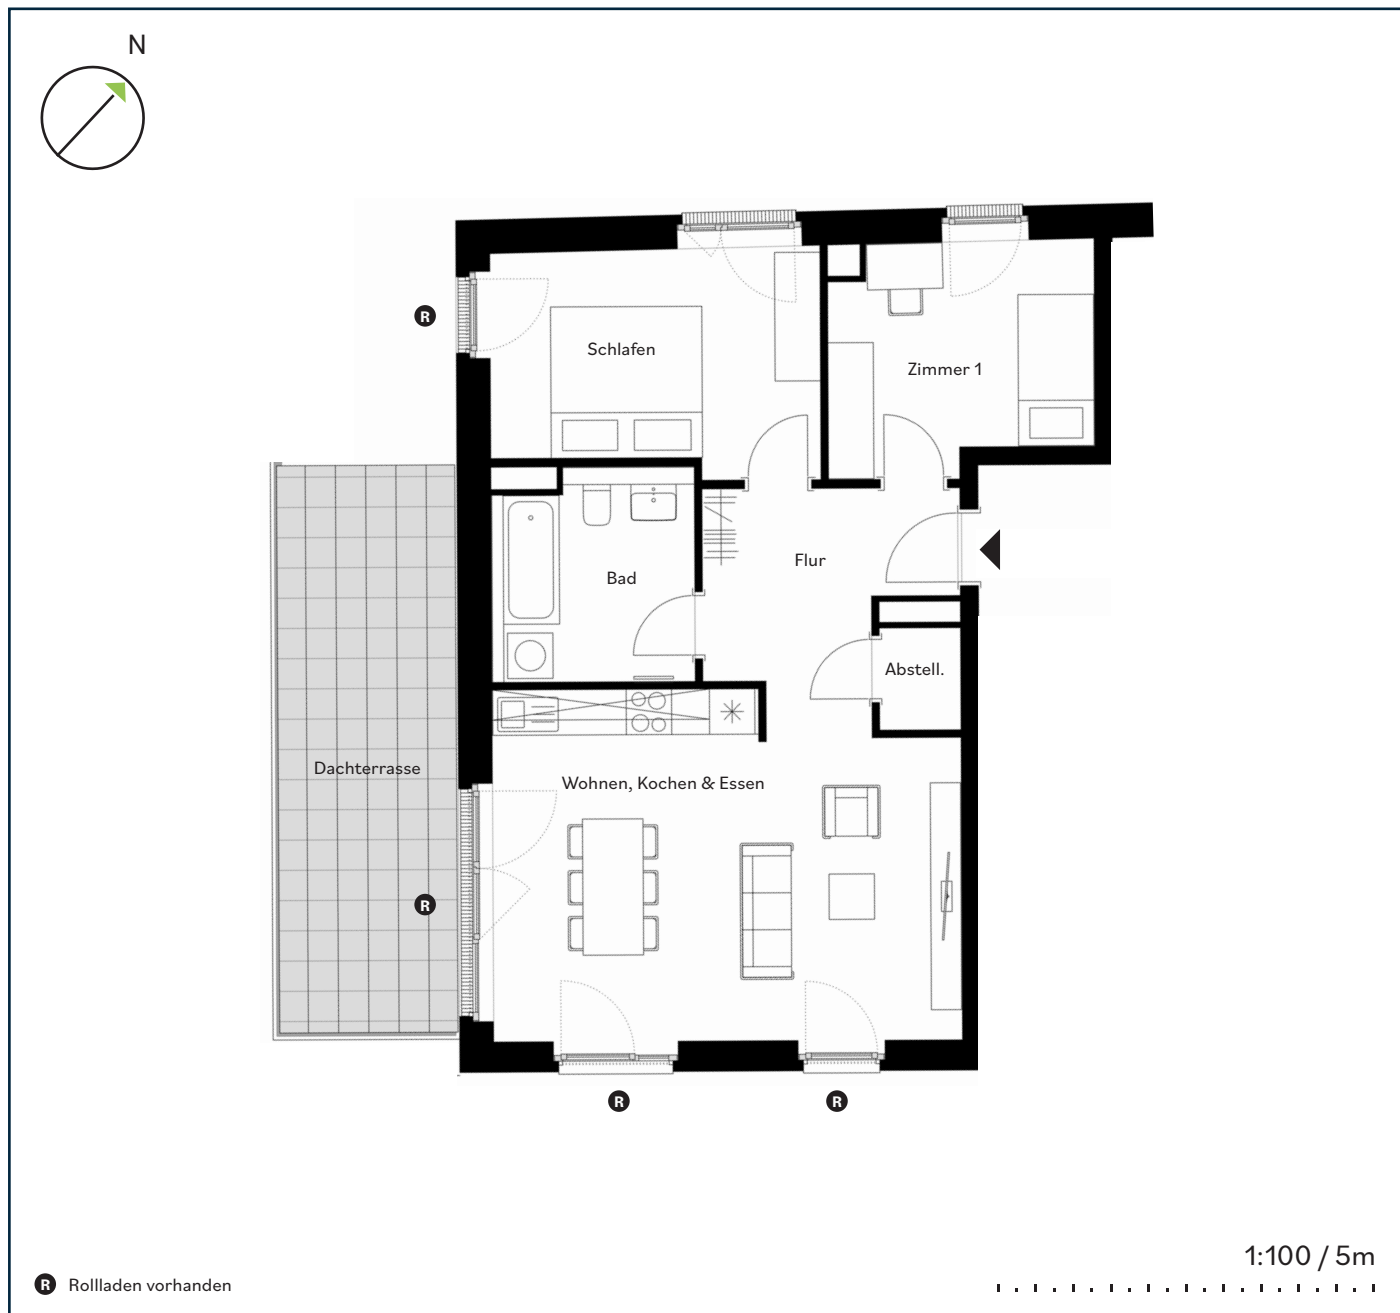 N
R
Schlafen
Zimmer 1
Flur
Bad
Abstell.
Dachterrasse
Wohnen, Kochen & Essen
R
R
R
1:100 / 5m
R Rollladen vorhanden